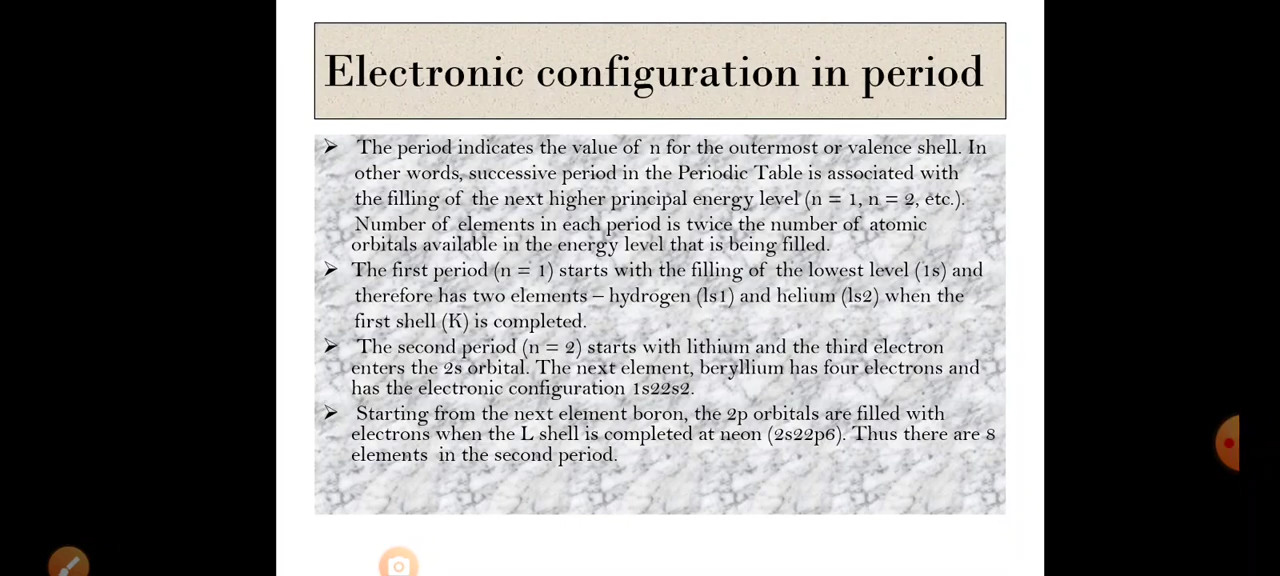 Electronic configuration in period
➢ The period indicates the value of n for the outermost or valence shell. In
other words, successive period in the Periodic Table is associated with
the filling of the next higher principal energy level (n = 1, n = 2, etc.).
Number of elements in each period is twice the number of atomic
orbitals available in the energy level that is being filled.
➢ The first period (n = 1) starts with the filling of the lowest level (1s) and
therefore has two elements – hydrogen (ls1) and helium (ls2) when the
first shell (K) is completed.
➢ The second period (n = 2) starts with lithium and the third electron
enters the 2s orbital. The next element, beryllium has four electrons and
has the electronic configuration 1s22s2.
➢ Starting from the next element boron, the 2p orbitals are filled with
electrons when the L shell is completed at neon (2s22p6). Thus there are 8
elements in the second period.